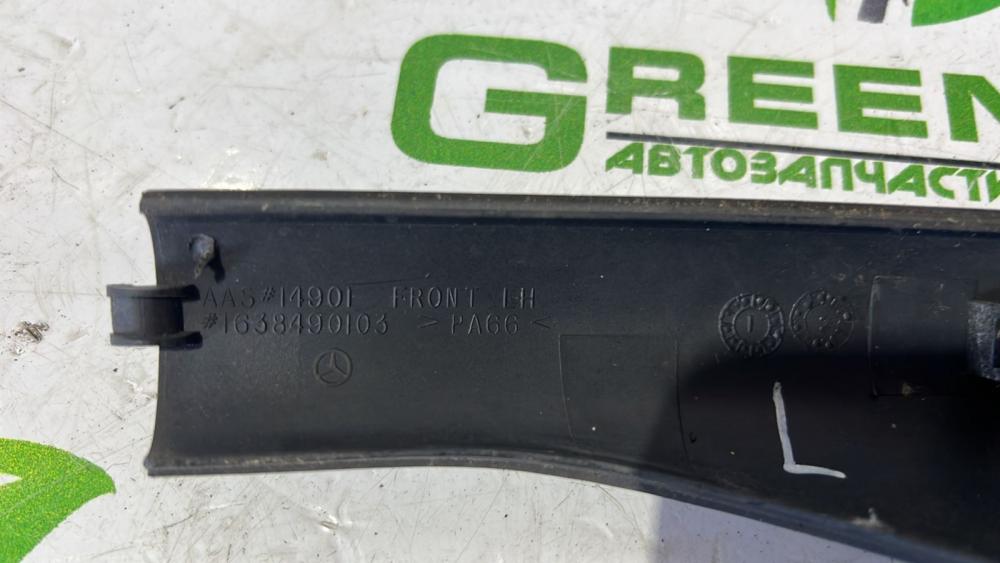 GREEN
АВТОЗАПЧАСТИ
AAS#14901 FRONT LH
#1638490103 >PA66<
L